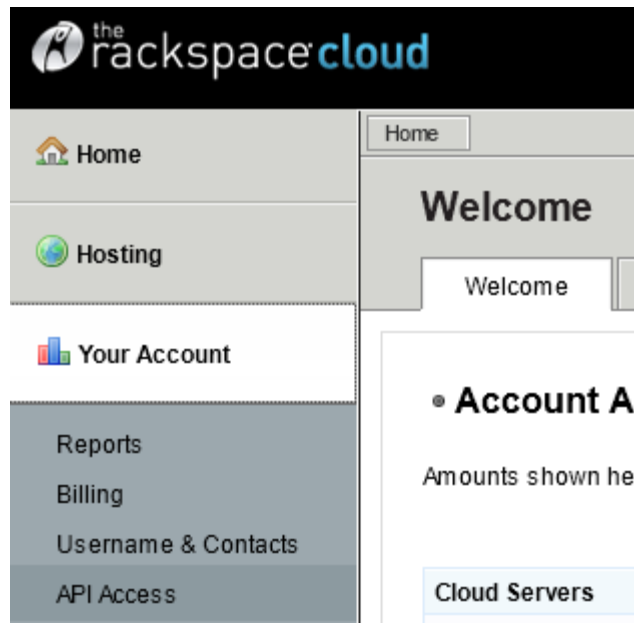 the
rackspace cloud
Home
Hosting
Your Account
Reports
Billing
Username & Contacts
API Access
Home
Welcome
Welcome
Account A
Amounts shown he
Cloud Servers